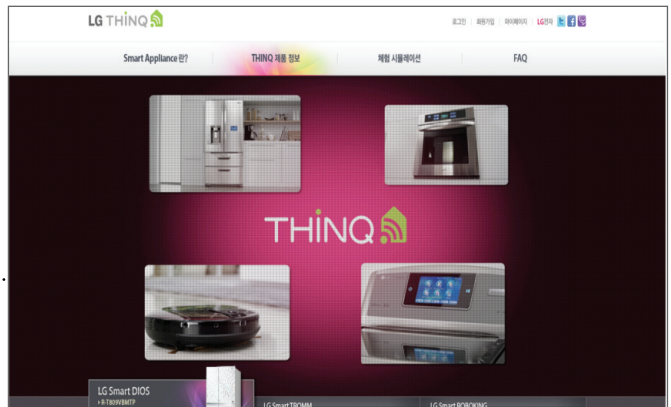 LG THINQ
로그인 | 회원가입 | 마이페이지 | LG전자
Smart Appliance 란?
THINQ 제품 정보
체험 시뮬레이션
FAQ
THINQ
LG Smart DIOS
R-T809VBMTP
LG Smart TROMM
LG Smart ROBOKING